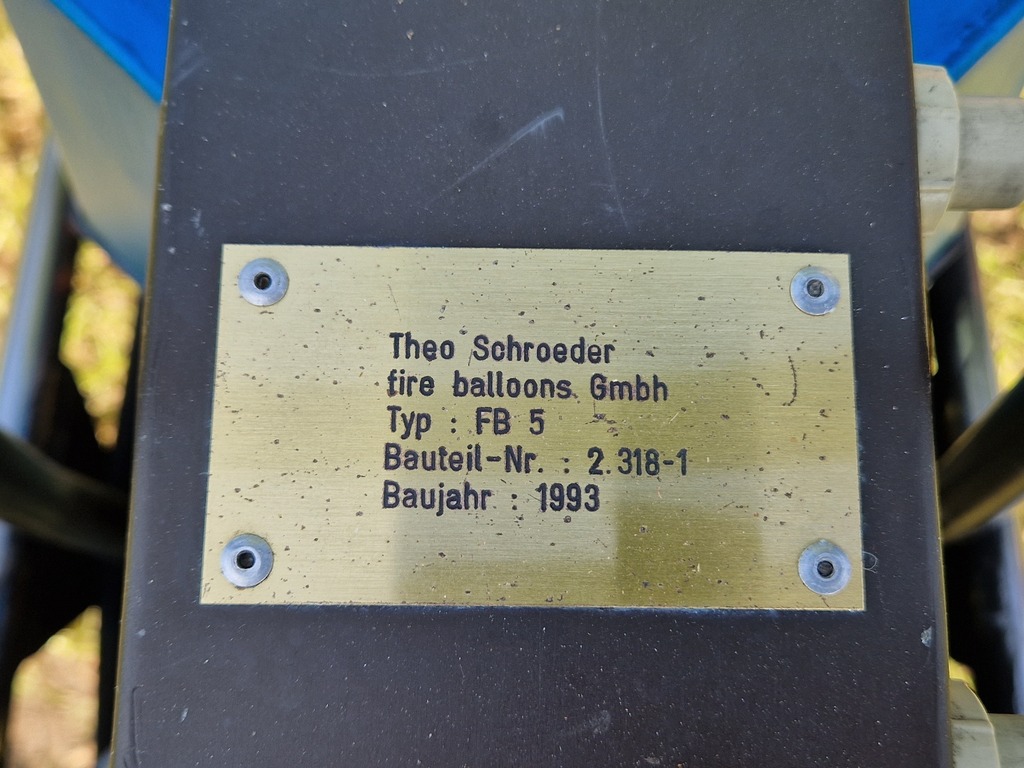 Theo Schroeder
fire balloons Gmbh
Typ : FB 5
Bauteil-Nr. : 2.318-1
Baujahr : 1993